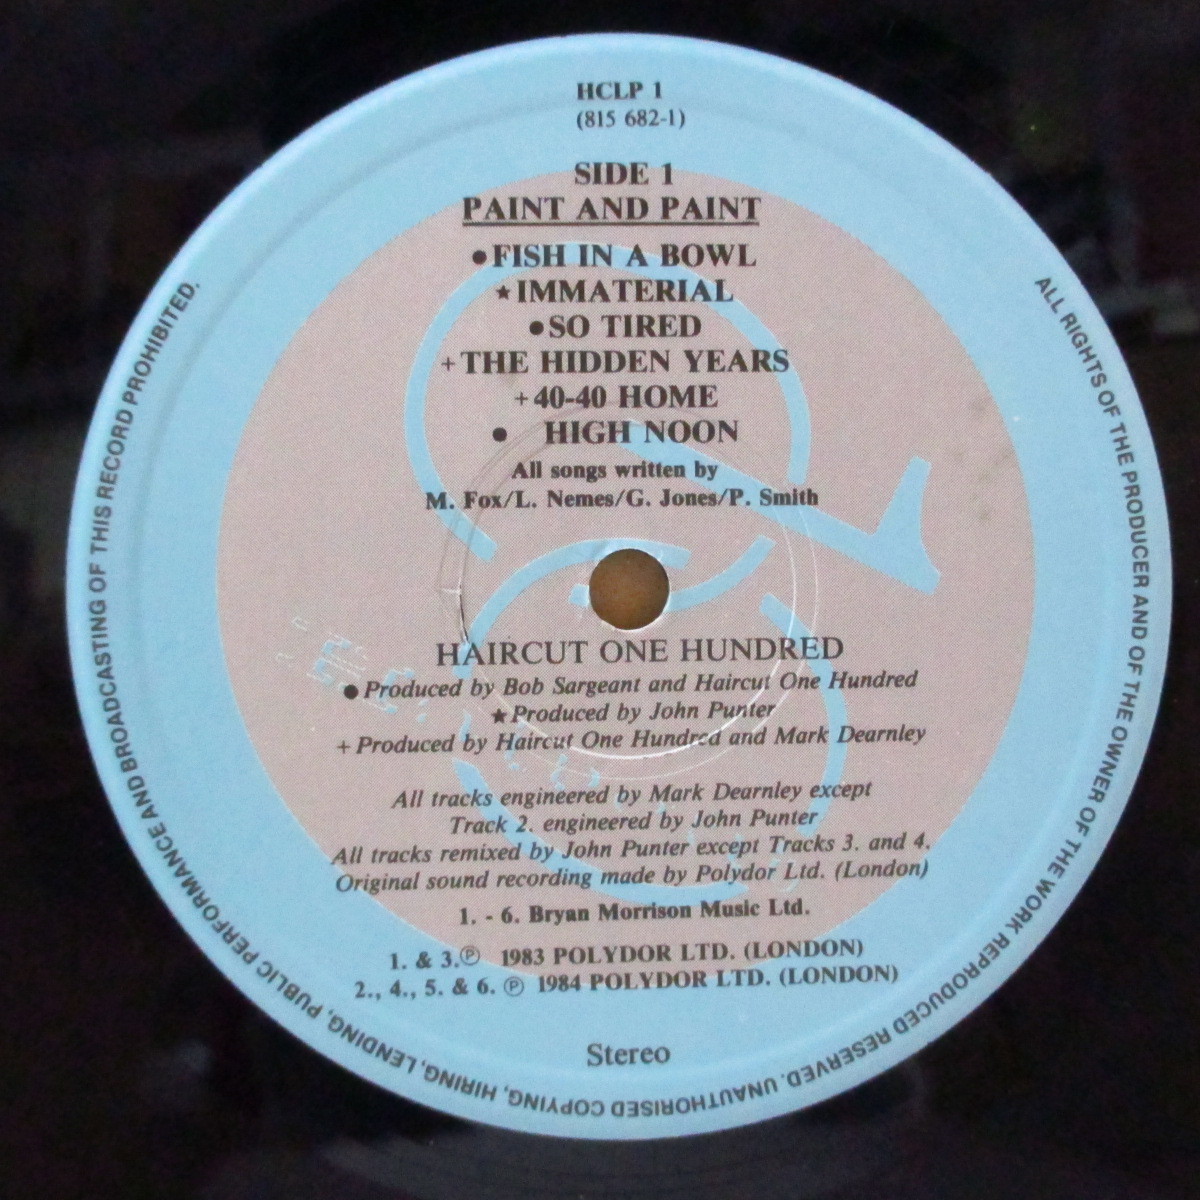 HCLP 1
(815 682-1)
SIDE 1
PAINT AND PAINT
●FISH IN A BOWL
★IMMATERIAL
●SO TIRED
+THE HIDDEN YEARS
+40-40 HOME
● HIGH NOON
All songs written by
M. Fox/L. Nemes/G. Jones/P. Smith
HAIRCUT ONE HUNDRED
●Produced by Bob Sargeant and Haircut One Hundred
★Produced by John Punter
+Produced by Haircut One Hundred and Mark Dearnley
All tracks engineered by Mark Dearnley except
Track 2. engineered by John Punter
All tracks remixed by John Punter except Tracks 3. and 4.
Original sound recording made by Polydor Ltd. (London)
1. - 6. Bryan Morrison Music Ltd.
1. & 3.Ⓟ 1983 POLYDOR LTD. (LONDON)
2., 4., 5. & 6. Ⓟ 1984 POLYDOR LTD. (LONDON)
Stereo
ALL RIGHTS OF THE PRODUCER AND OF THE OWNER OF THE WORK REPRODUCED RESERVED. UNAUTHORISED COPYING, HIRING, LENDING, PUBLIC PERFORMANCE AND BROADCASTING OF THIS RECORD PROHIBITED.